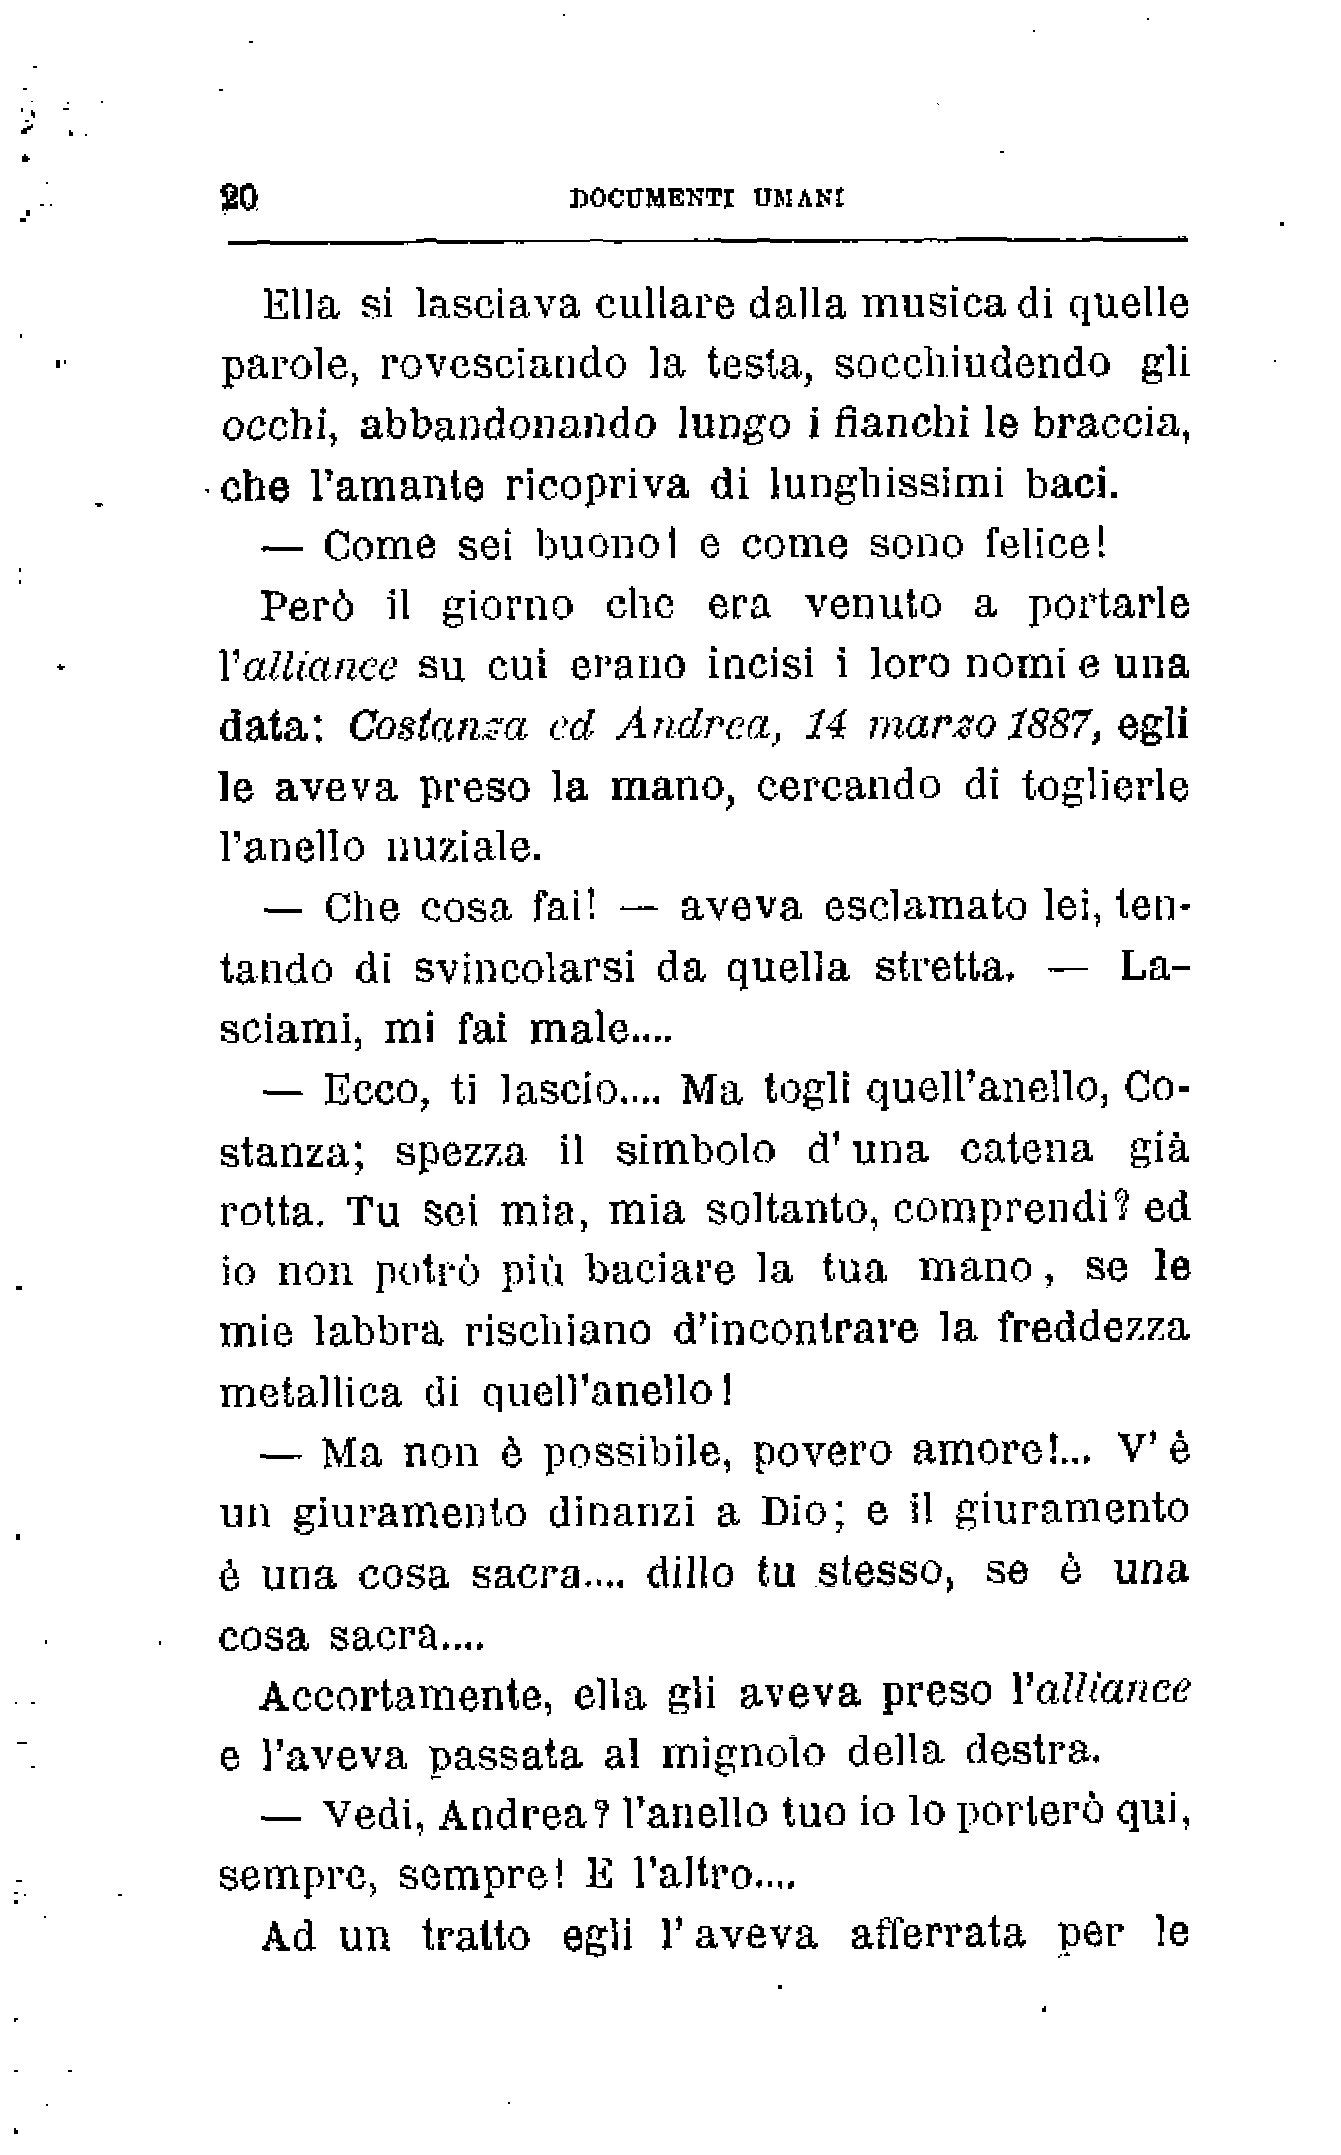 20 DOCUMENTI UMANI
Ella si lasciava cullare dalla musica di quelle
parole, rovesciando la testa, socchiudendo gli
occhi, abbandonando lungo i fianchi le braccia,
che l'amante ricopriva di lunghissimi baci.
— Come sei buono! e come sono felice!
Però il giorno che era venuto a portarle
l'alliance su cui erano incisi i loro nomi e una
data: Costanza ed Andrea, 14 marzo 1887, egli
le aveva preso la mano, cercando di toglierle
l'anello nuziale.
— Che cosa fai! — aveva esclamato lei, ten-
tando di svincolarsi da quella stretta. — La-
sciami, mi fai male....
— Ecco, ti lascio.... Ma togli quell'anello, Co-
stanza; spezza il simbolo d'una catena già
rotta. Tu sei mia, mia soltanto, comprendi? ed
io non potrò più baciare la tua mano, se le
mie labbra rischiano d'incontrare la freddezza
metallica di quell'anello!
— Ma non è possibile, povero amore!... V'è
un giuramento dinanzi a Dio; e il giuramento
è una cosa sacra.... dillo tu stesso, se è una
cosa sacra....
Accortamente, ella gli aveva preso l'alliance
e l'aveva passata al mignolo della destra.
— Vedi, Andrea? l'anello tuo io lo porterò qui,
sempre, sempre! E l'altro....
Ad un tratto egli l'aveva afferrata per le